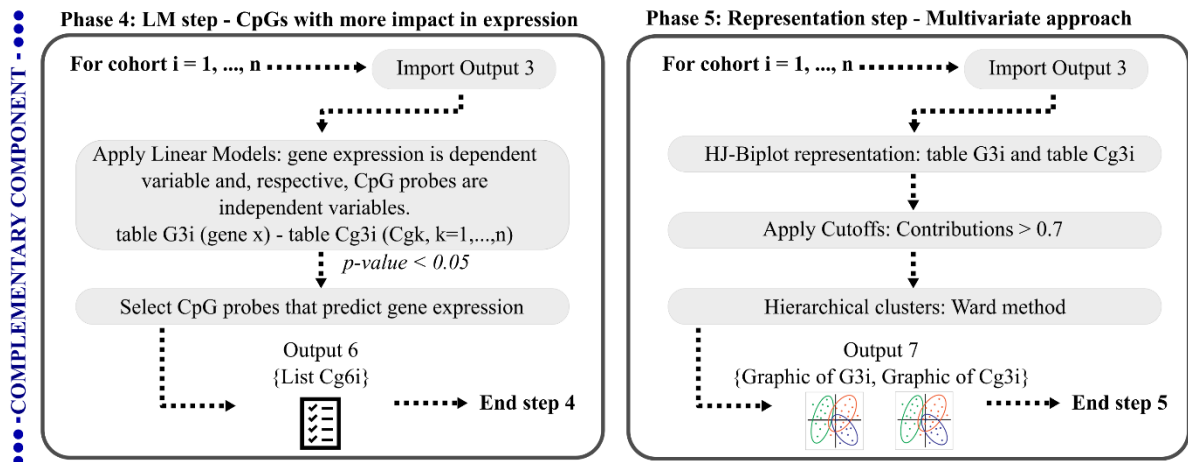 COMPLEMENTARY COMPONENT
Phase 4: LM step - CpGs with more impact in expression
For cohort i = 1, ..., n
Import Output 3
Apply Linear Models: gene expression is dependent
variable and, respective, CpG probes are
independent variables.
table G3i (gene x) - table Cg3i (Cgk, k=1,...,n)
p-value < 0.05
Select CpG probes that predict gene expression
Output 6
{List Cg6i}
End step 4
Phase 5: Representation step - Multivariate approach
For cohort i = 1, ..., n
Import Output 3
HJ-Biplot representation: table G3i and table Cg3i
Apply Cutoffs: Contributions > 0.7
Hierarchical clusters: Ward method
Output 7
{Graphic of G3i, Graphic of Cg3i}
End step 5